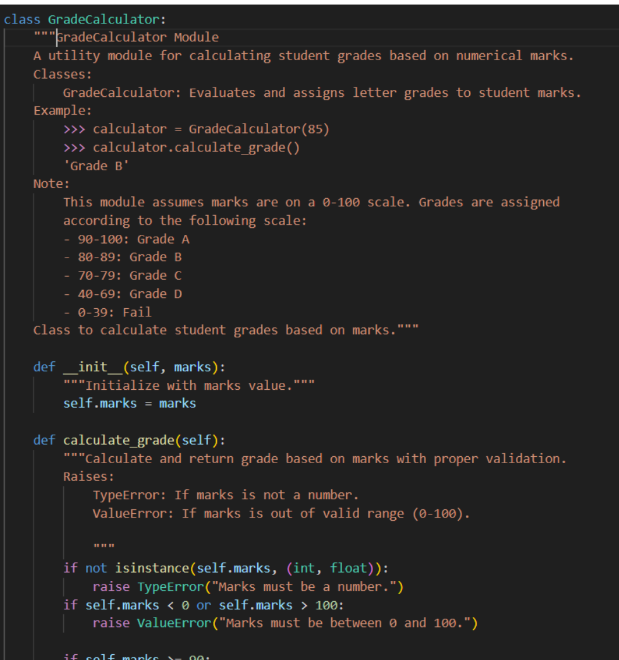 class GradeCalculator:
"""GradeCalculator Module
A utility module for calculating student grades based on numerical marks.
Classes:
GradeCalculator: Evaluates and assigns letter grades to student marks.
Example:
>>> calculator = GradeCalculator(85)
>>> calculator.calculate_grade()
'Grade B'
Note:
This module assumes marks are on a 0-100 scale. Grades are assigned
according to the following scale:
- 90-100: Grade A
- 80-89: Grade B
- 70-79: Grade C
- 40-69: Grade D
- 0-39: Fail
Class to calculate student grades based on marks."""
def __init__(self, marks):
"""Initialize with marks value."""
self.marks = marks
def calculate_grade(self):
"""Calculate and return grade based on marks with proper validation.
Raises:
TypeError: If marks is not a number.
ValueError: If marks is out of valid range (0-100).
"""
if not isinstance(self.marks, (int, float)):
raise TypeError("Marks must be a number.")
if self.marks < 0 or self.marks > 100:
raise ValueError("Marks must be between 0 and 100.")
if self.marks >= 90: